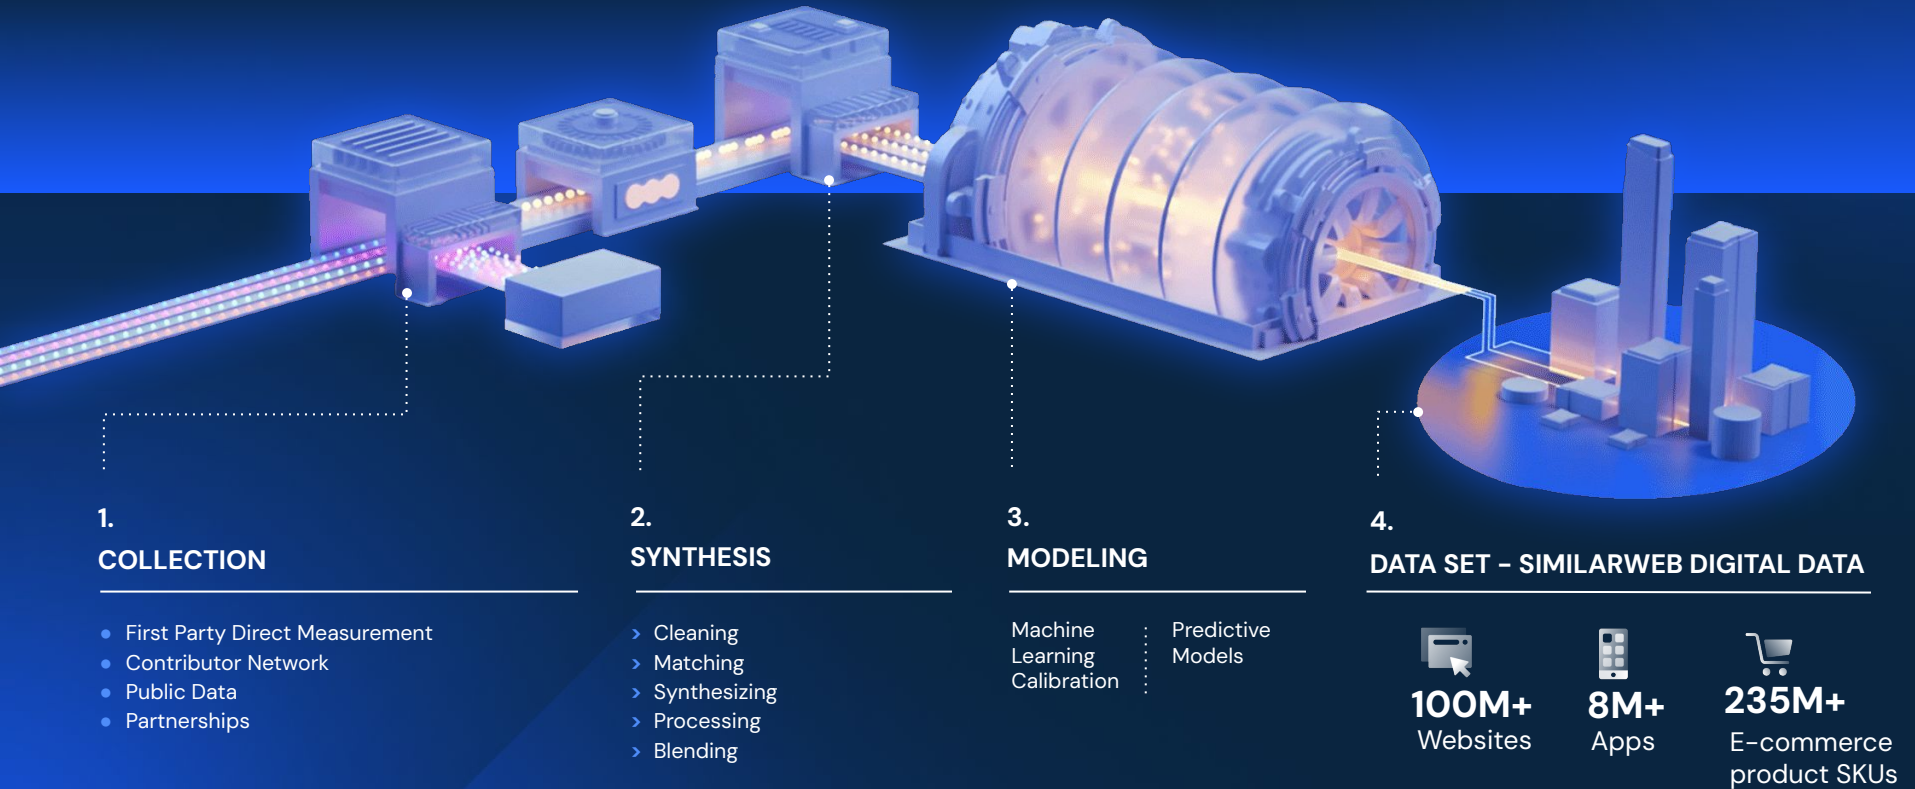 1.
COLLECTION
First Party Direct Measurement
Contributor Network
Public Data
Partnerships
2.
SYNTHESIS
Cleaning
Matching
Synthesizing
Processing
Blending
3.
MODELING
Machine
Learning
Calibration
Predictive
Models
4.
DATA SET – SIMILARWEB DIGITAL DATA
100M+
Websites
8M+
Apps
235M+
E-commerce
product SKUs